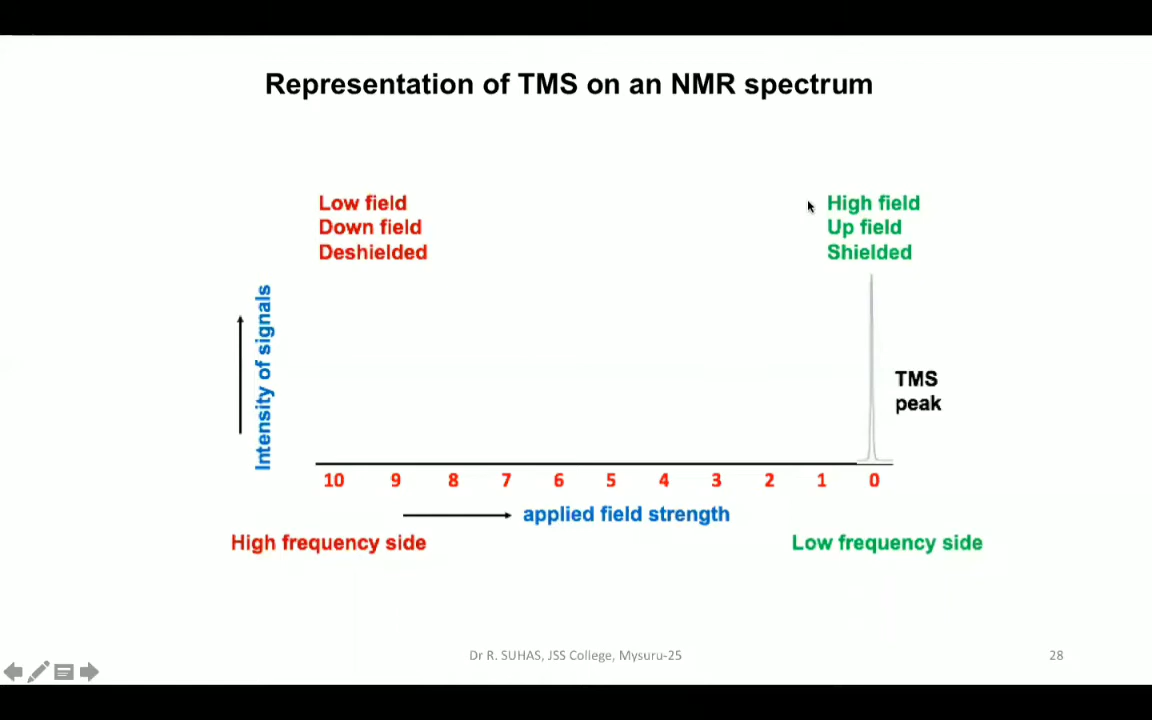 Representation of TMS on an NMR spectrum
Low field
Down field
Deshielded
High field
Up field
Shielded
Intensity of signals
TMS
peak
10 9 8 7 6 5 4 3 2 1 0
applied field strength
High frequency side
Low frequency side
Dr R. SUHAS, JSS College, Mysuru-25
28